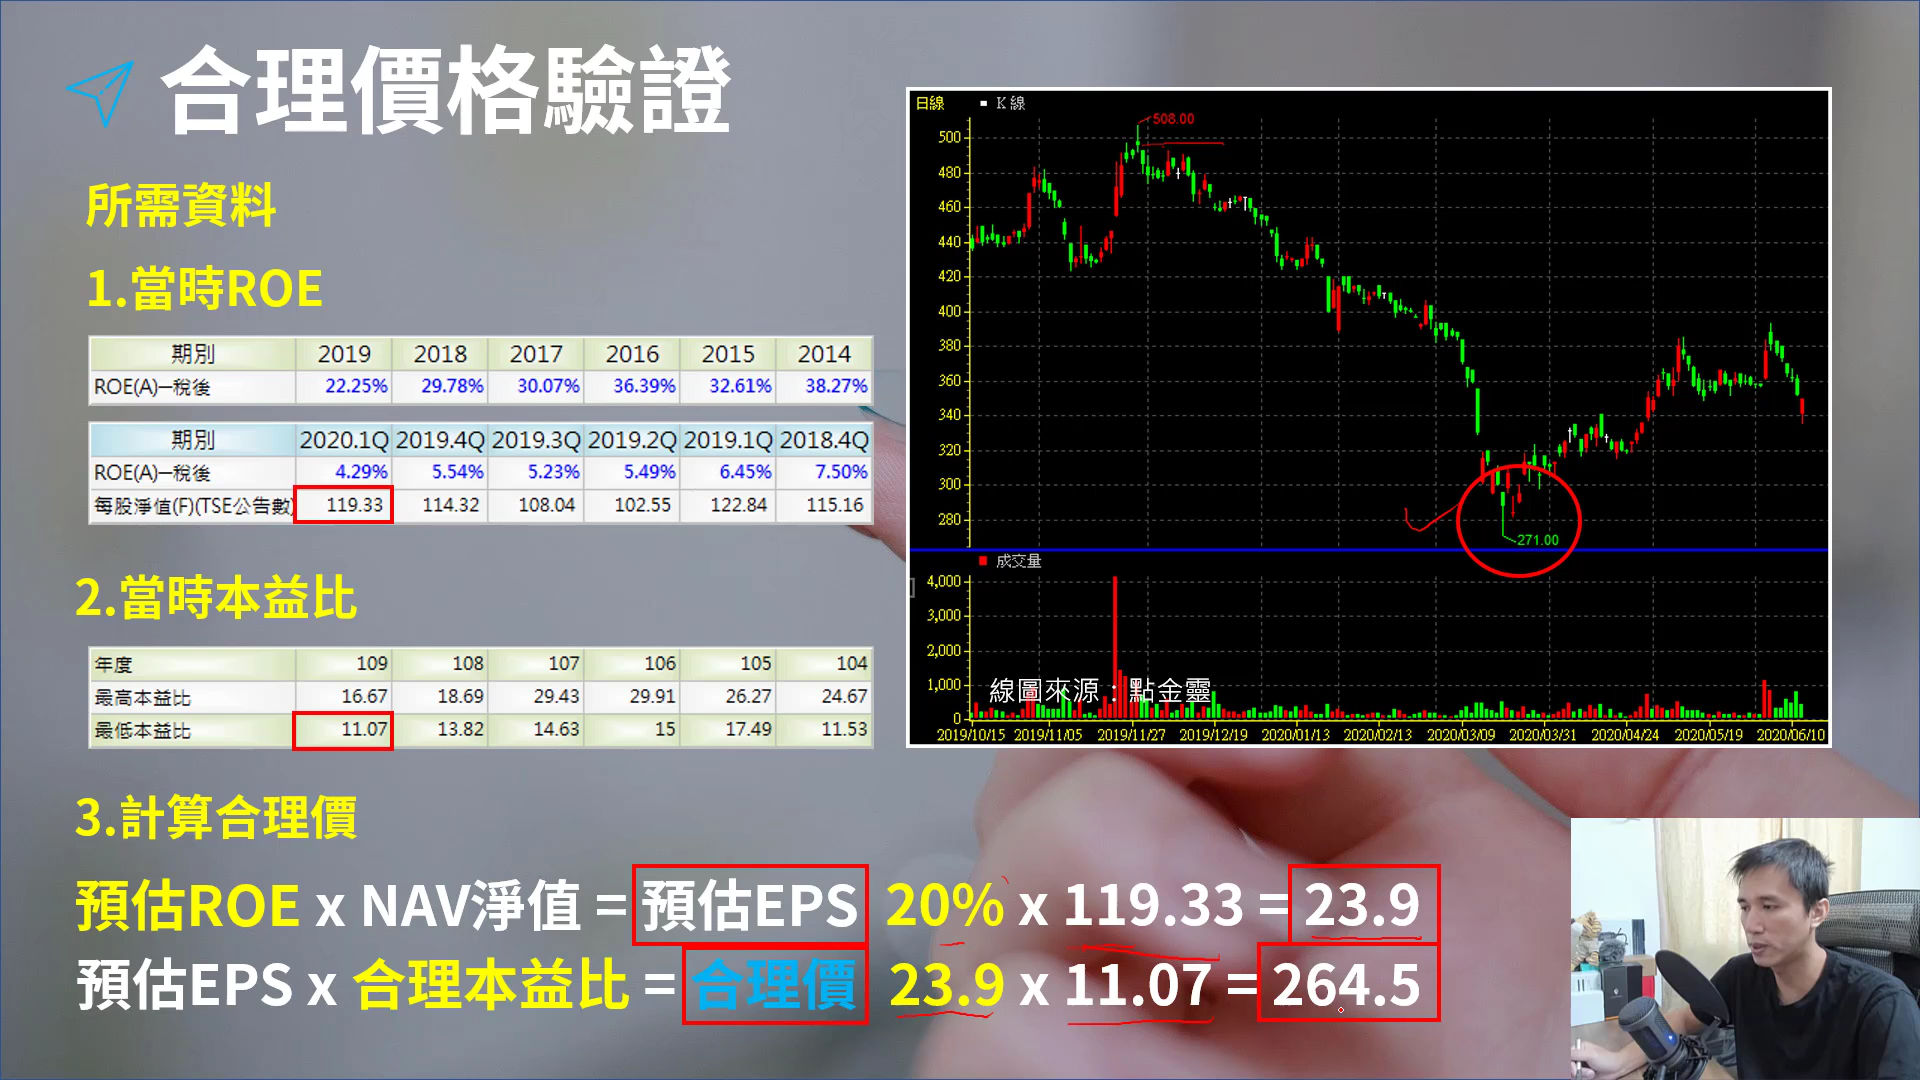 合理價格驗證
所需資料
1.當時ROE
期別 2019 2018 2017 2016 2015 2014
ROE(A)─稅後 22.25% 29.78% 30.07% 36.39% 32.61% 38.27%
期別 2020.1Q 2019.4Q 2019.3Q 2019.2Q 2019.1Q 2018.4Q
ROE(A)─稅後 4.29% 5.54% 5.23% 5.49% 6.45% 7.50%
每股淨值(F)(TSE公告數) 119.33 114.32 108.04 102.55 122.84 115.16
2.當時本益比
年度 109 108 107 106 105 104
最高本益比 16.67 18.69 29.43 29.91 26.27 24.67
最低本益比 11.07 13.82 14.63 15 17.49 11.53
3.計算合理價
預估ROE x NAV淨值 = 預估EPS 20% x 119.33 = 23.9
預估EPS x 合理本益比 = 合理價 23.9 x 11.07 = 264.5
日線 K線
508.00
500
480
460
440
420
400
380
360
340
320
300
280
271.00
成交量
4,000
3,000
2,000
1,000
0
線圖來源：點金靈
2019/10/15 2019/11/05 2019/11/27 2019/12/19 2020/01/13 2020/02/13 2020/03/09 2020/03/31 2020/04/24 2020/05/19 2020/06/10